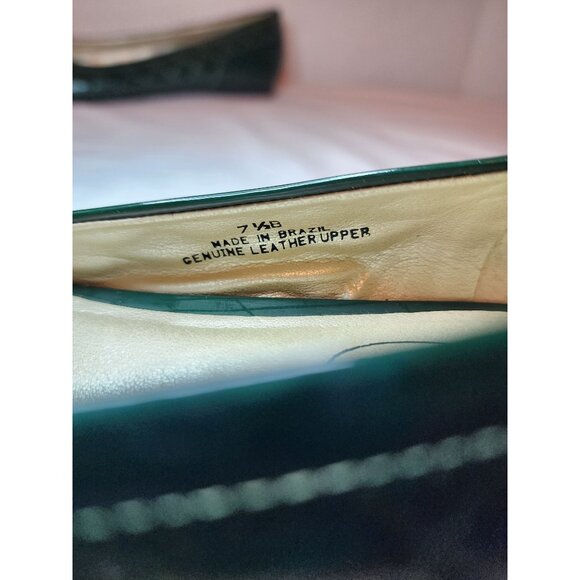 7 ½B
MADE IN BRAZIL
GENUINE LEATHER UPPER